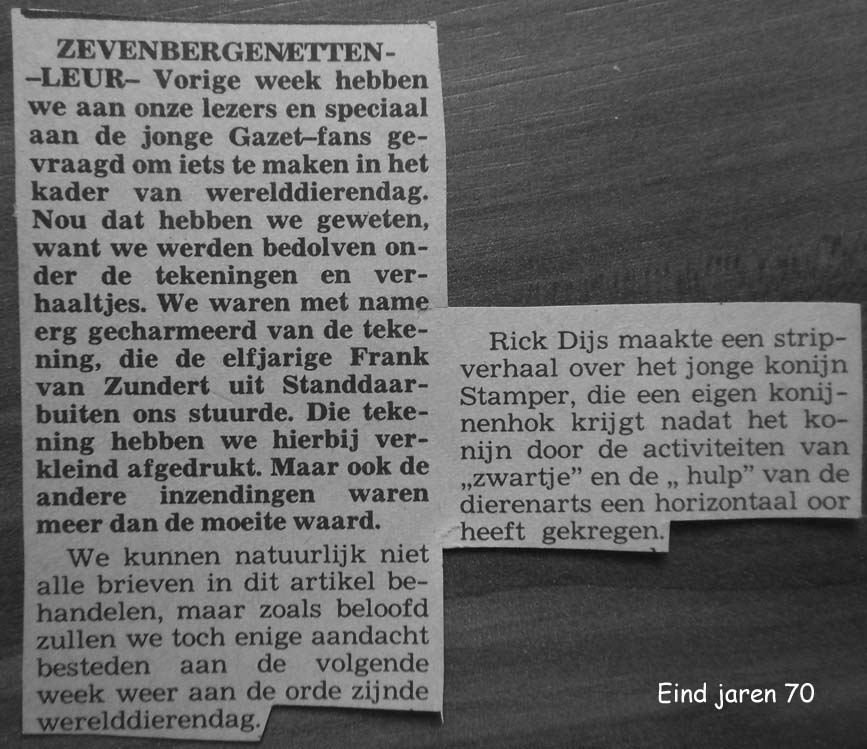 ZEVENBERGEN/ETTEN-
-LEUR- Vorige week hebben
we aan onze lezers en speciaal
aan de jonge Gazet-fans ge-
vraagd om iets te maken in het
kader van werelddierendag.
Nou dat hebben we geweten,
want we werden bedolven on-
der de tekeningen en ver-
haaltjes. We waren met name
erg gecharmeerd van de teke-
ning, die de elfjarige Frank
van Zundert uit Standdaar-
buiten ons stuurde. Die teke-
ning hebben we hierbij ver-
kleind afgedrukt. Maar ook de
andere inzendingen waren
meer dan de moeite waard.
We kunnen natuurlijk niet
alle brieven in dit artikel be-
handelen, maar zoals beloofd
zullen we toch enige aandacht
besteden aan de volgende
week weer aan de orde zijnde
werelddierendag.
Rick Dijs maakte een strip-
verhaal over het jonge konijn
Stamper, die een eigen konij-
nenhok krijgt nadat het ko-
nijn door de activiteiten van
„zwartje” en de „ hulp” van de
dierenarts een horizontaal oor
heeft gekregen.
Eind jaren 70